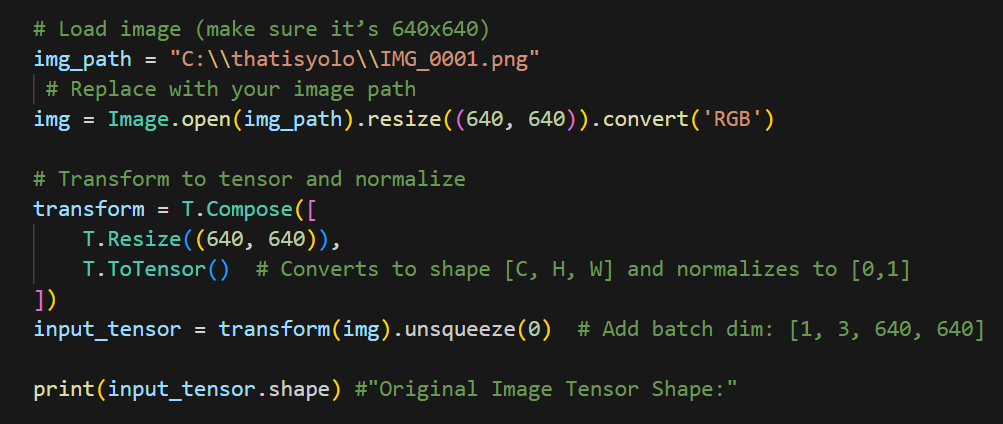 # Load image (make sure it’s 640x640)
img_path = "C:\\thatisyolo\\IMG_0001.png"
# Replace with your image path
img = Image.open(img_path).resize((640, 640)).convert('RGB')
# Transform to tensor and normalize
transform = T.Compose([
T.Resize((640, 640)),
T.ToTensor()  # Converts to shape [C, H, W] and normalizes to [0,1]
])
input_tensor = transform(img).unsqueeze(0)  # Add batch dim: [1, 3, 640, 640]
print(input_tensor.shape) #"Original Image Tensor Shape:"